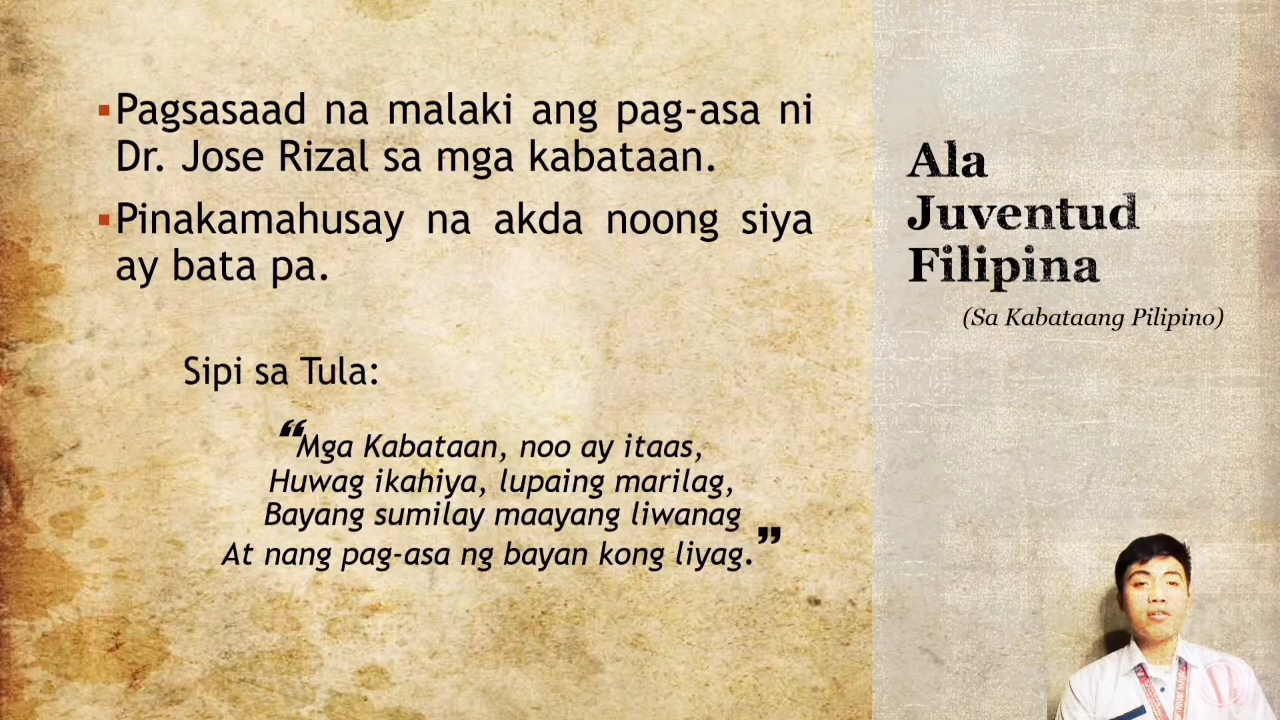 ▪Pagsasaad na malaki ang pag-asa ni
Dr. Jose Rizal sa mga kabataan.
▪Pinakamahusay na akda noong siya
ay bata pa.
Sipi sa Tula:
“Mga Kabataan, noo ay itaas,
Huwag ikahiya, lupaing marilag,
Bayang sumilay maayang liwanag
At nang pag-asa ng bayan kong liyag.”
Ala
Juventud
Filipina
(Sa Kabataang Pilipino)